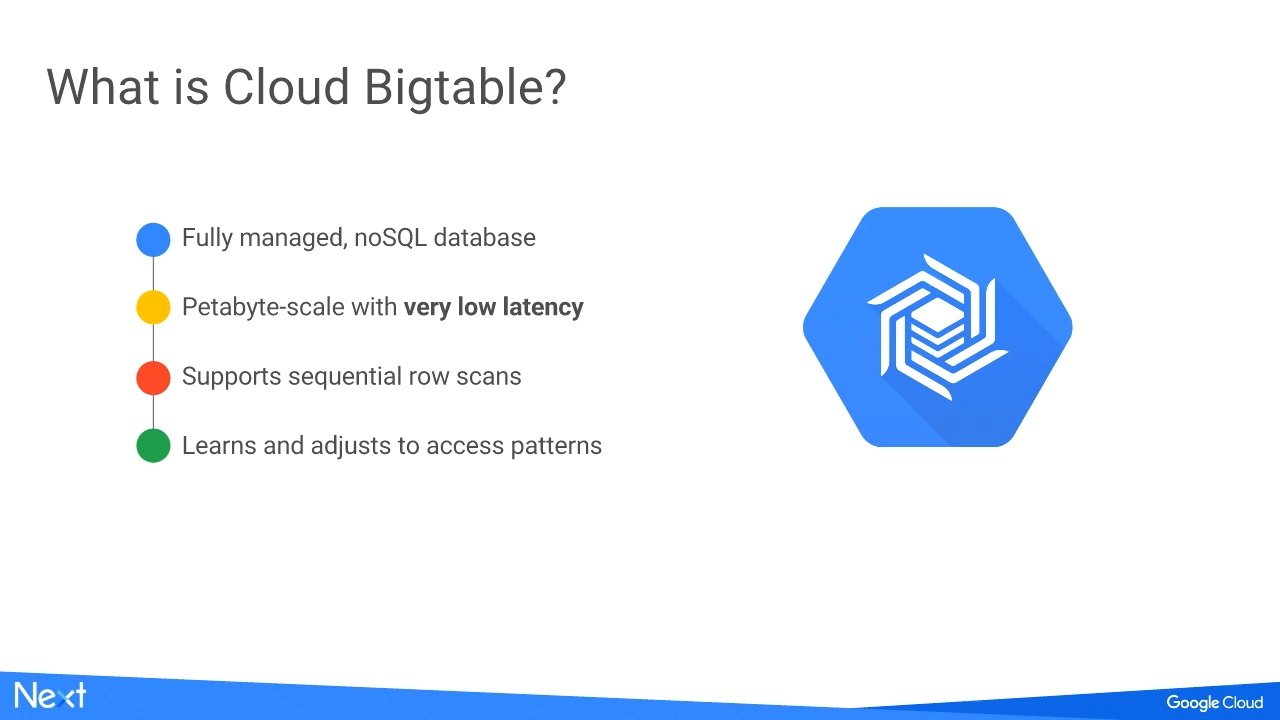 What is Cloud Bigtable?
Fully managed, noSQL database
Petabyte-scale with very low latency
Supports sequential row scans
Learns and adjusts to access patterns
Next
Google Cloud